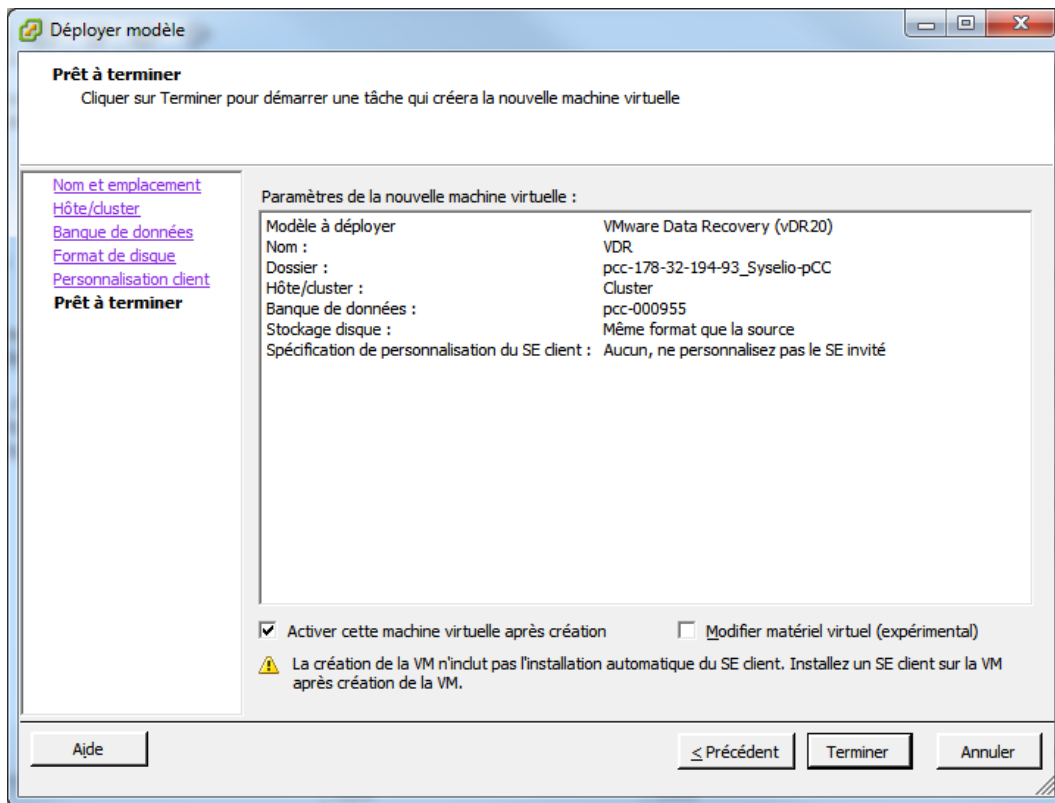 Déployer modèle
Prêt à terminer
Cliquer sur Terminer pour démarrer une tâche qui créera la nouvelle machine virtuelle
Nom et emplacement
Hôte/cluster
Banque de données
Format de disque
Personnalisation client
Prêt à terminer
Paramètres de la nouvelle machine virtuelle :
Modèle à déployer VMware Data Recovery (vDR20)
Nom : VDR
Dossier : pcc-178-32-194-93_Syselio-pCC
Hôte/cluster : Cluster
Banque de données : pcc-000955
Stockage disque : Même format que la source
Spécification de personnalisation du SE client : Aucun, ne personnalisez pas le SE invité
Activer cette machine virtuelle après création Modifier matériel virtuel (expérimental)
La création de la VM n'inclut pas l'installation automatique du SE client. Installez un SE client sur la VM
après création de la VM.
Aide < Précédent Terminer Annuler